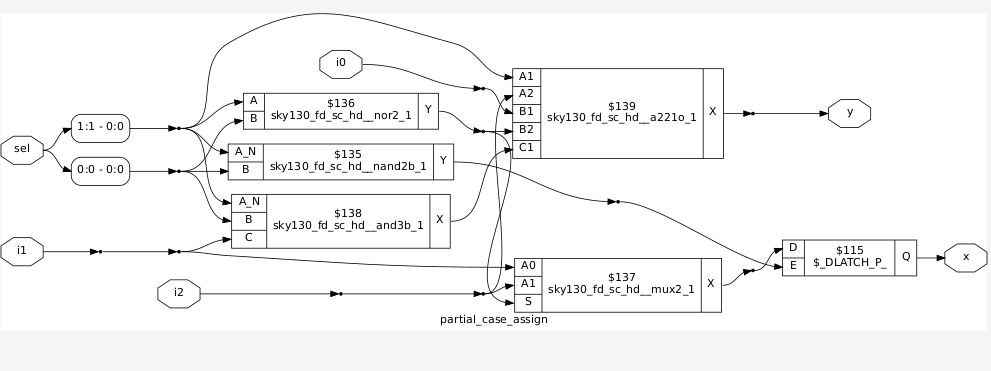 sel
1:1 - 0:0
0:0 - 0:0
i1
i2
i0
A
B
$136
sky130_fd_sc_hd__nor2_1
Y
A_N
B
$135
sky130_fd_sc_hd__nand2b_1
Y
A_N
B
C
$138
sky130_fd_sc_hd__and3b_1
X
A1
A2
B1
B2
C1
$139
sky130_fd_sc_hd__a221o_1
X
y
A0
A1
S
$137
sky130_fd_sc_hd__mux2_1
X
D
E
$115
$_DLATCH_P_
Q
x
partial_case_assign